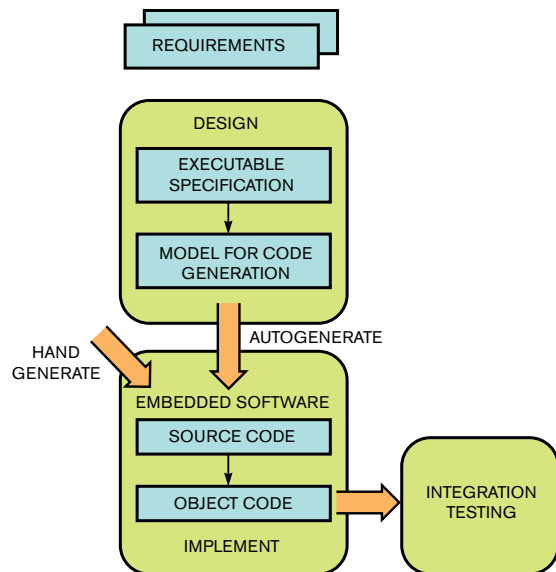 REQUIREMENTS
DESIGN
EXECUTABLE
SPECIFICATION
MODEL FOR CODE
GENERATION
AUTOGENERATE
HAND
GENERATE
EMBEDDED SOFTWARE
SOURCE CODE
OBJECT CODE
IMPLEMENT
INTEGRATION
TESTING